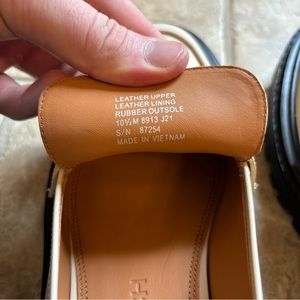 LEATHER UPPER
LEATHER LINING
RUBBER OUTSOLE
10½M 8913 J21
S/N : 87254
MADE IN VIETNAM